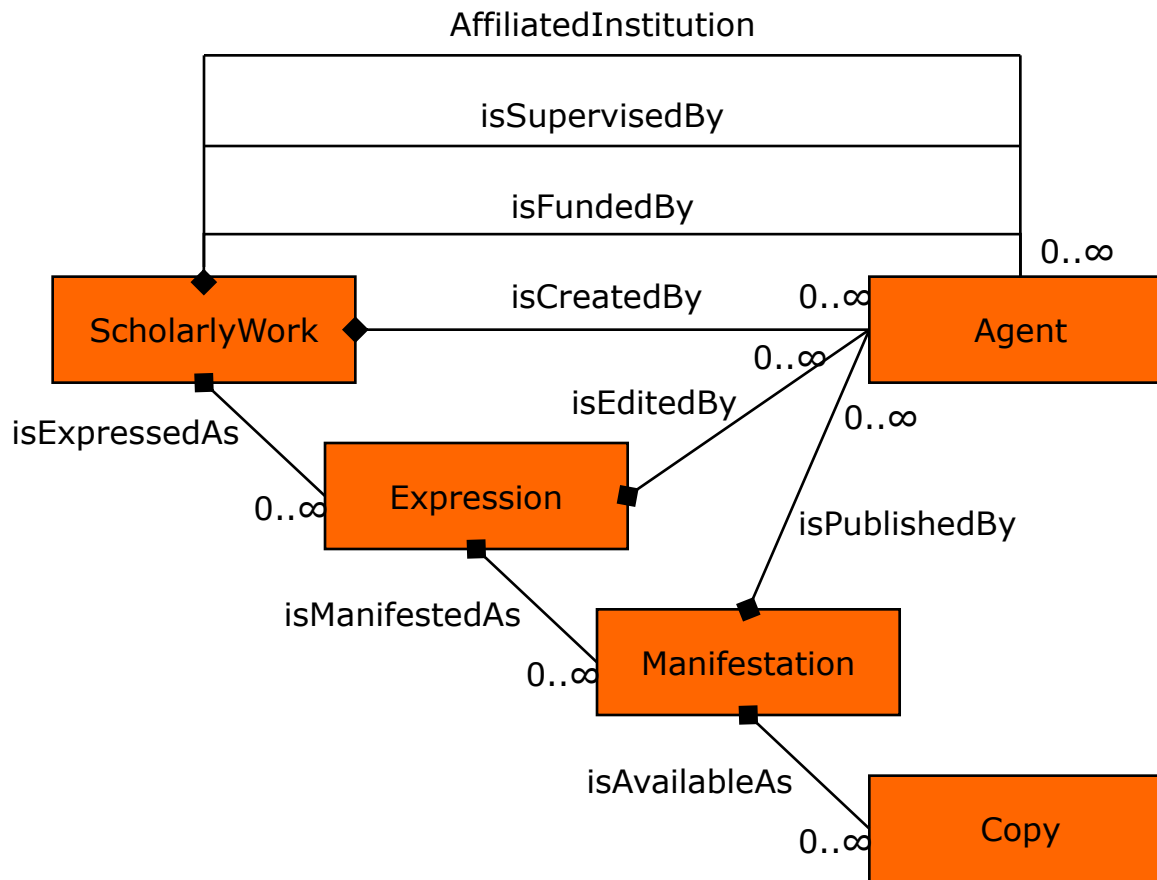 AffiliatedInstitution
isSupervisedBy
isFundedBy
0..∞
isCreatedBy
0..∞
ScholarlyWork
Agent
0..∞
isEditedBy
0..∞
isExpressedAs
Expression
0..∞
isPublishedBy
isManifestedAs
Manifestation
0..∞
isAvailableAs
Copy
0..∞